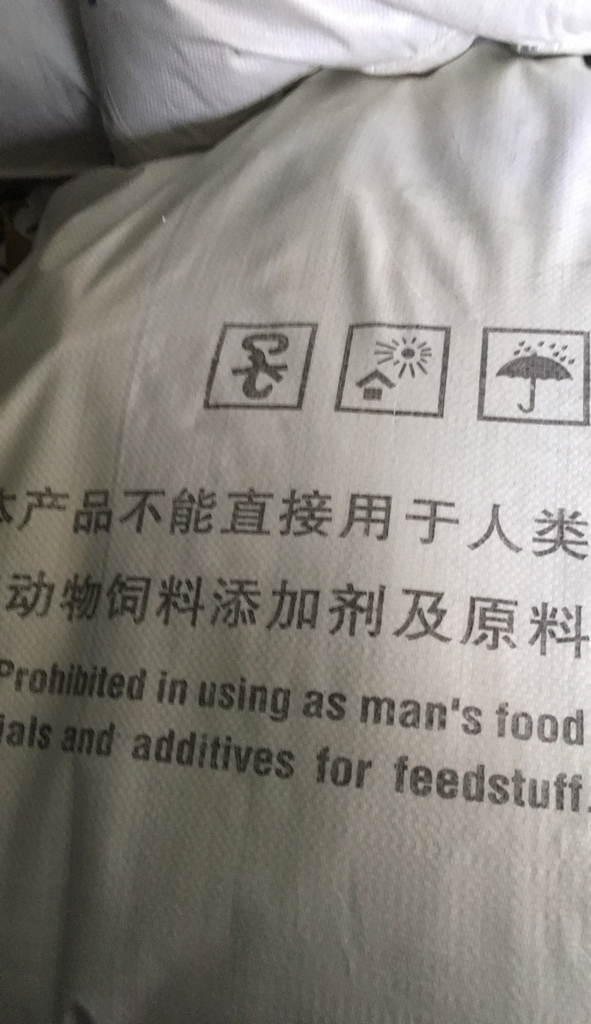 本产品不能直接用于人类
动物饲料添加剂及原料
Prohibited in using as man's food
ials and additives for feedstuff.